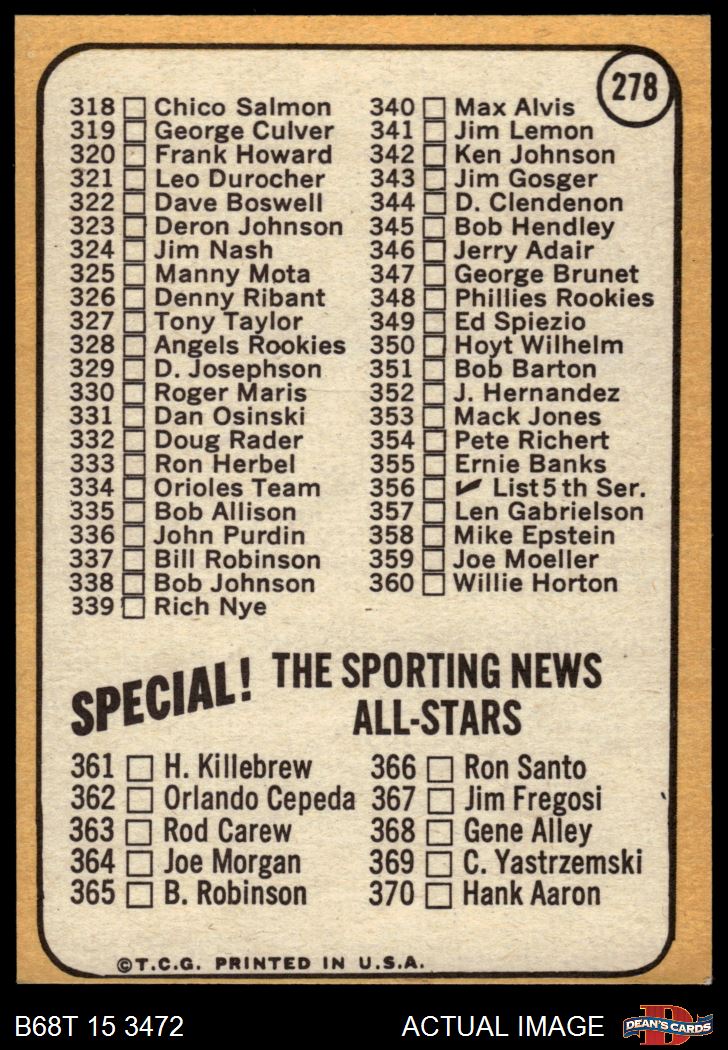 278
318 Chico Salmon
319 George Culver
320 Frank Howard
321 Leo Durocher
322 Dave Boswell
323 Deron Johnson
324 Jim Nash
325 Manny Mota
326 Denny Ribant
327 Tony Taylor
328 Angels Rookies
329 D. Josephson
330 Roger Maris
331 Dan Osinski
332 Doug Rader
333 Ron Herbel
334 Orioles Team
335 Bob Allison
336 John Purdin
337 Bill Robinson
338 Bob Johnson
339 Rich Nye
340 Max Alvis
341 Jim Lemon
342 Ken Johnson
343 Jim Gosger
344 D. Clendenon
345 Bob Hendley
346 Jerry Adair
347 George Brunet
348 Phillies Rookies
349 Ed Spiezio
350 Hoyt Wilhelm
351 Bob Barton
352 J. Hernandez
353 Mack Jones
354 Pete Richert
355 Ernie Banks
356 ✔ List 5th Ser.
357 Len Gabrielson
358 Mike Epstein
359 Joe Moeller
360 Willie Horton
SPECIAL! THE SPORTING NEWS
ALL-STARS
361 H. Killebrew
362 Orlando Cepeda
363 Rod Carew
364 Joe Morgan
365 B. Robinson
366 Ron Santo
367 Jim Fregosi
368 Gene Alley
369 C. Yastrzemski
370 Hank Aaron
©T.C.G. PRINTED IN U.S.A.
B68T 15 3472
ACTUAL IMAGE
D
DEAN'S CARDS